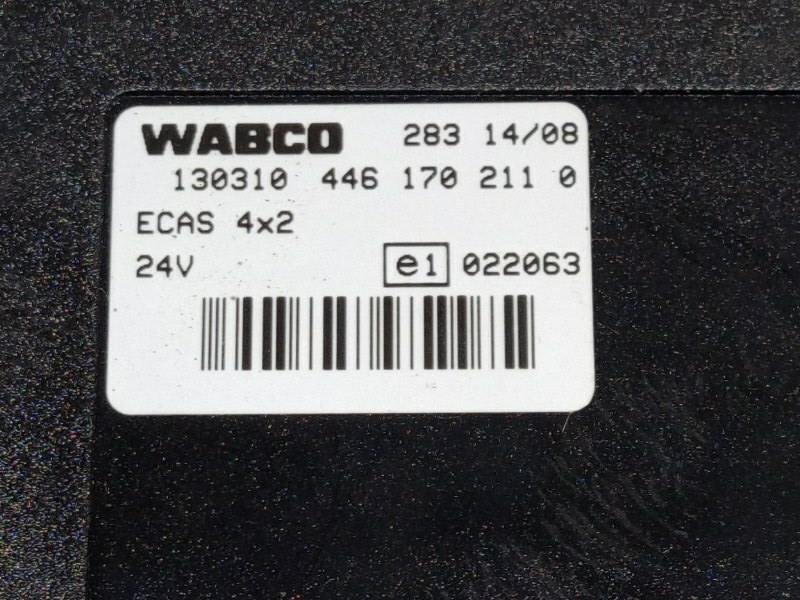 WABCO 283 14/08
130310 446 170 211 0
ECAS 4x2
24V e1 022063